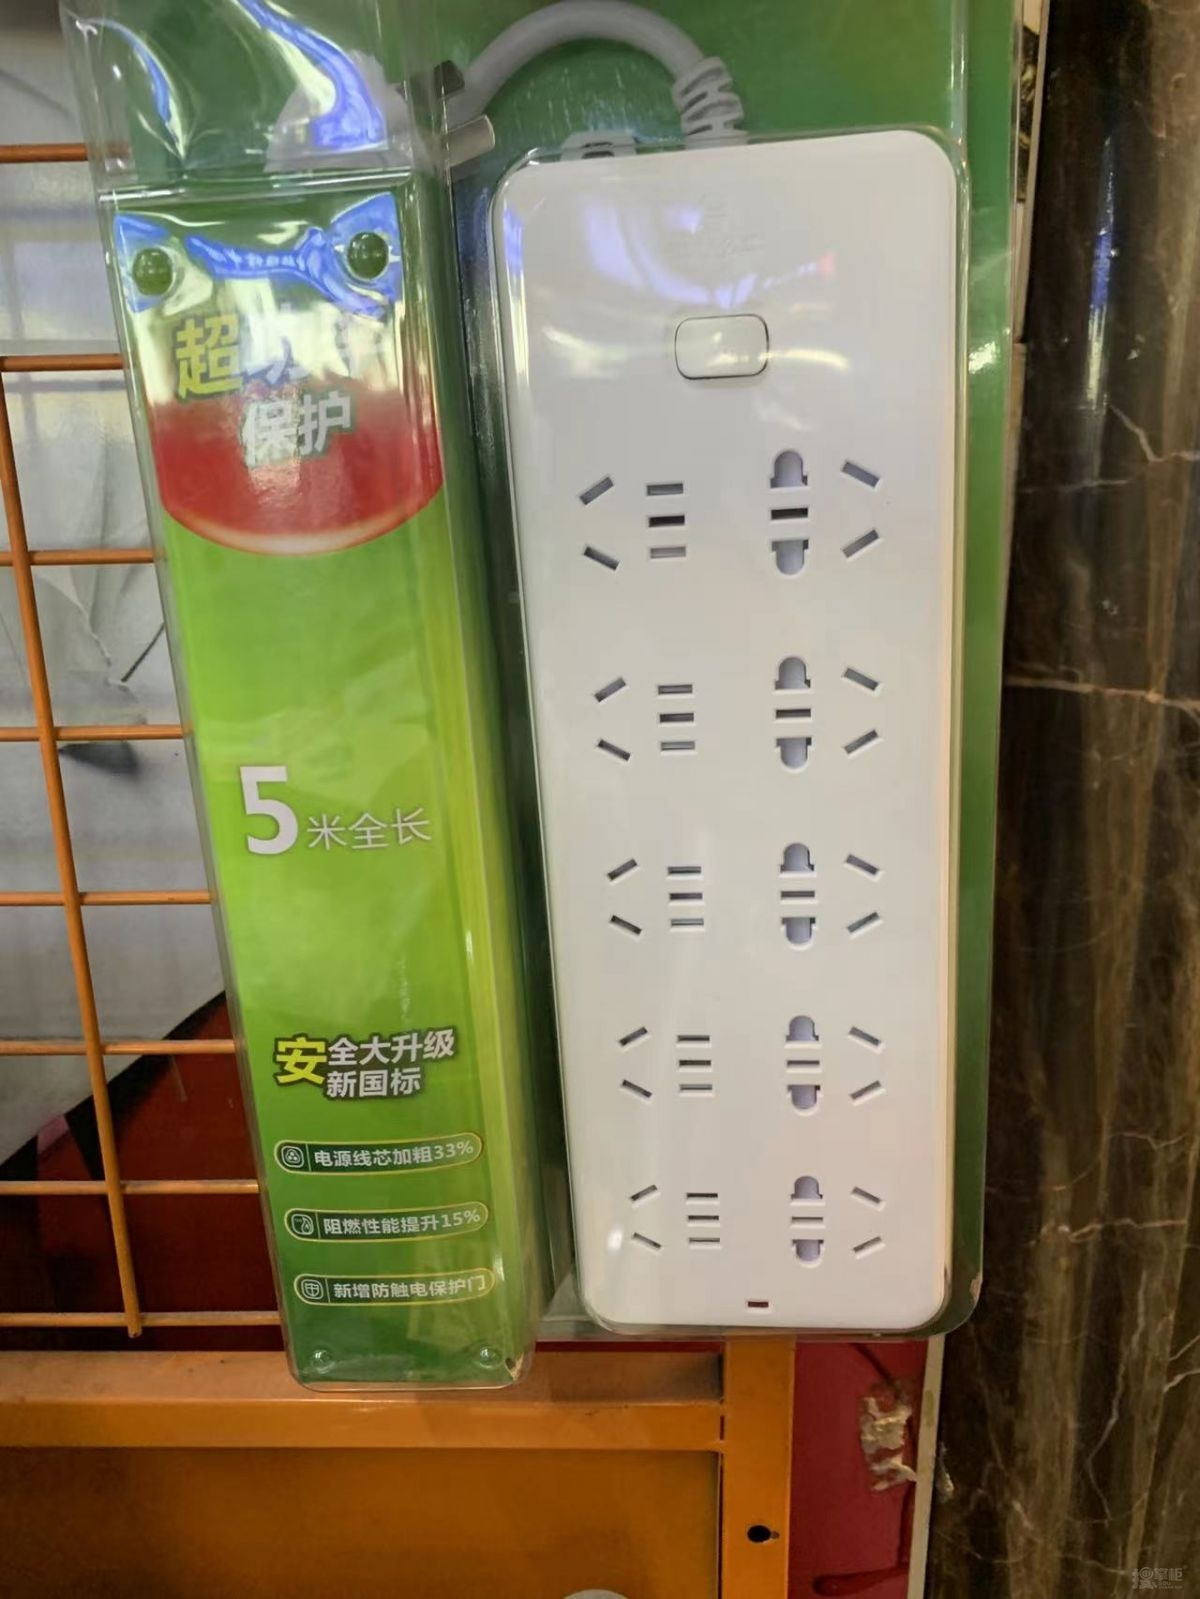 超功率
保护
5米全长
安全大升级
新国标
电源线芯加粗33%
阻燃性能提升15%
新增防触电保护门